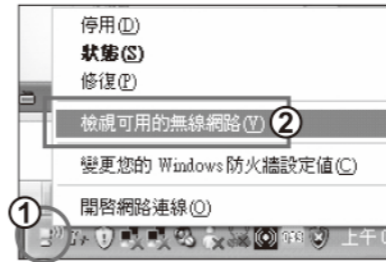 停用(D)
狀態(S)
修復(P)
檢視可用的無線網路(V) ②
變更您的 Windows 防火牆設定值(C)
① 開啟網路連線(O)
上午